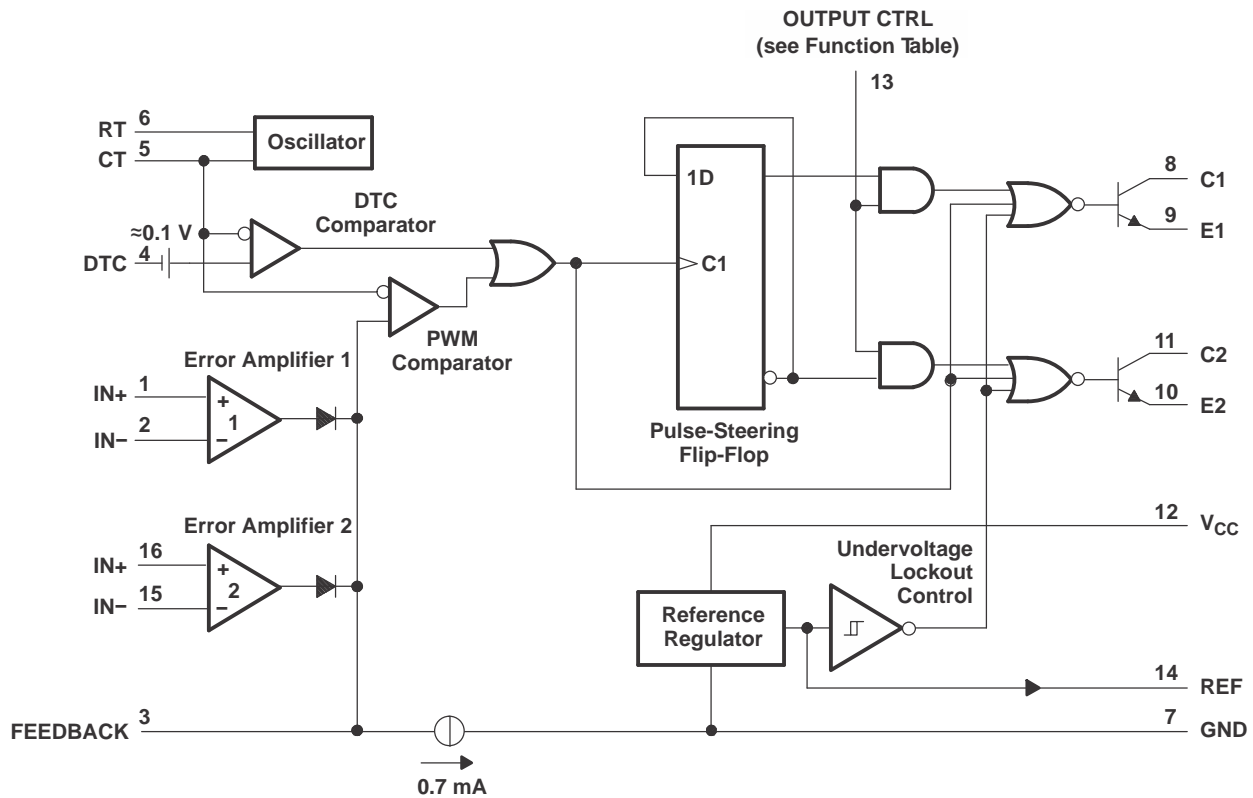 OUTPUT CTRL
(see Function Table)
13
6
RT
5
CT
Oscillator
DTC
Comparator
≈0.1 V
4
DTC
PWM
Comparator
1D
C1
Pulse-Steering
Flip-Flop
8
C1
9
E1
11
C2
10
E2
Error Amplifier 1
1
IN+
2
IN−
+
1
−
Error Amplifier 2
16
IN+
15
IN−
+
2
−
12
VCC
Undervoltage
Lockout
Control
Reference
Regulator
14
REF
7
GND
3
FEEDBACK
0.7 mA